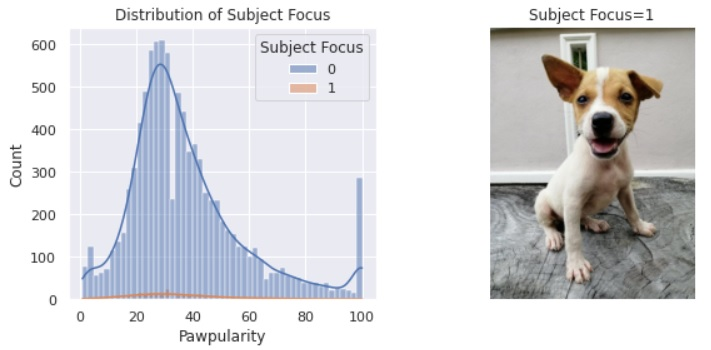 Distribution of Subject Focus
Subject Focus=1
600
500
400
300
200
100
0
Count
Subject Focus
0
1
0 20 40 60 80 100
Pawpularity